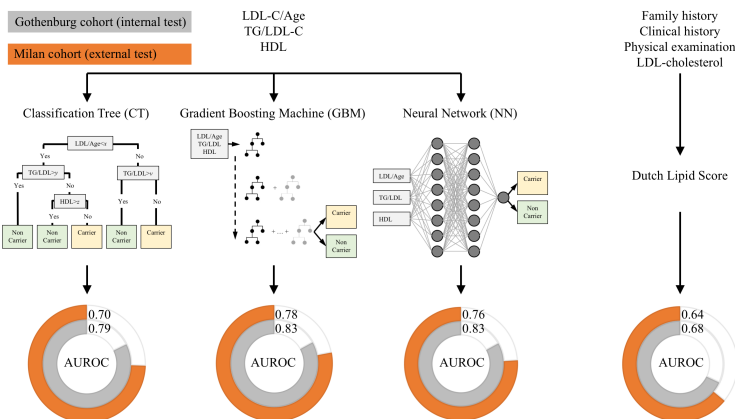 Gothenburg cohort (internal test)
Milan cohort (external test)
LDL-C/Age
TG/LDL-C
HDL
Family history
Clinical history
Physical examination
LDL-cholesterol
Classification Tree (CT)
Gradient Boosting Machine (GBM)
Neural Network (NN)
LDL/Age<x
Yes
No
TG/LDL>y
TG/LDL>v
Yes
No
Yes
No
HDL>z
Yes
No
Non
Carrier
Non
Carrier
Carrier
Non
Carrier
Carrier
LDL/Age
TG/LDL
HDL
+
+ ... +
Carrier
Non
Carrier
LDL/Age
TG/LDL
HDL
Carrier
Non
Carrier
Dutch Lipid Score
0.70
0.79
AUROC
0.78
0.83
AUROC
0.76
0.83
AUROC
0.64
0.68
AUROC